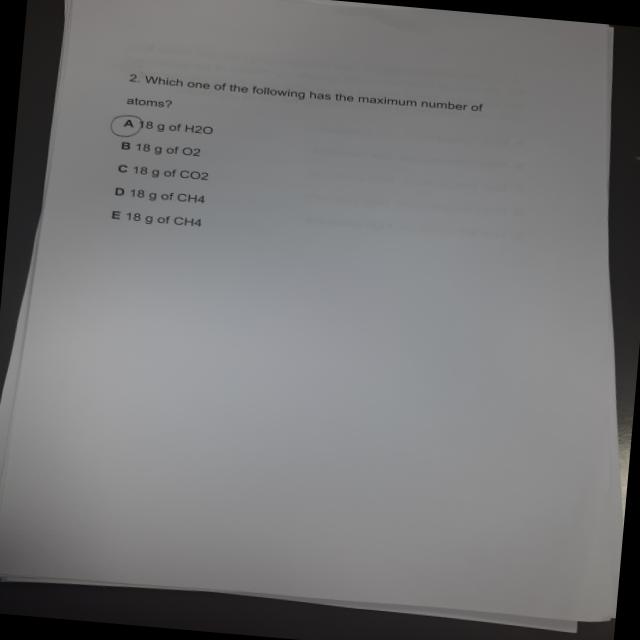 2. Which one of the following has the maximum number of
atoms?
A 18 g of H2O
B 18 g of O2
C 18 g of CO2
D 18 g of CH4
E 18 g of CH4